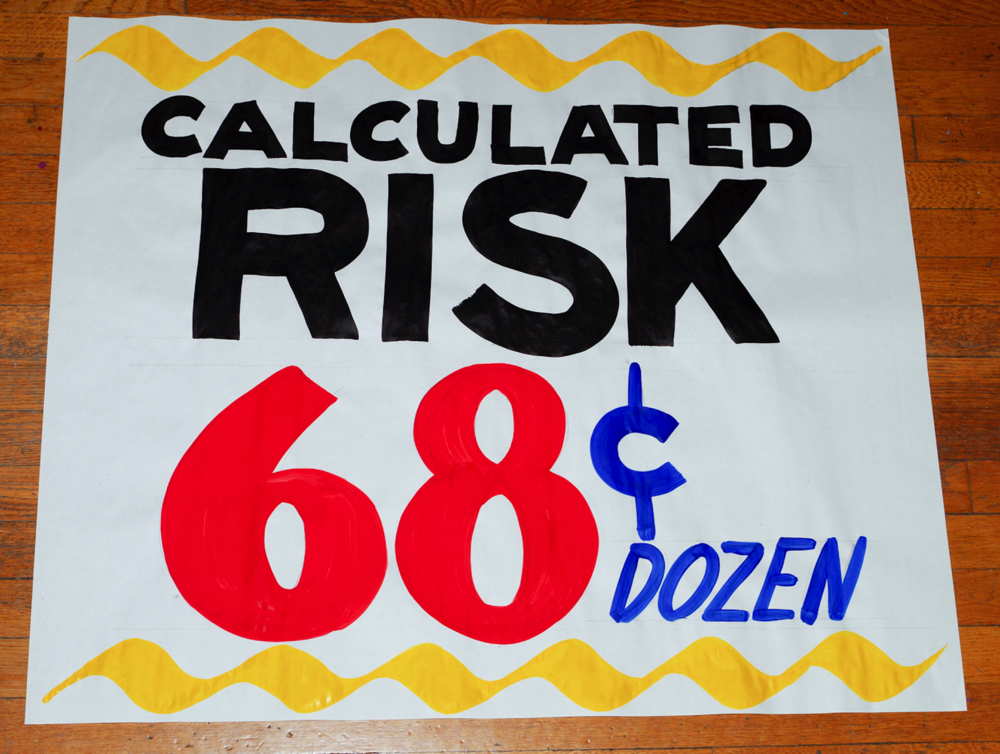 CALCULATED
RISK
68¢
DOZEN